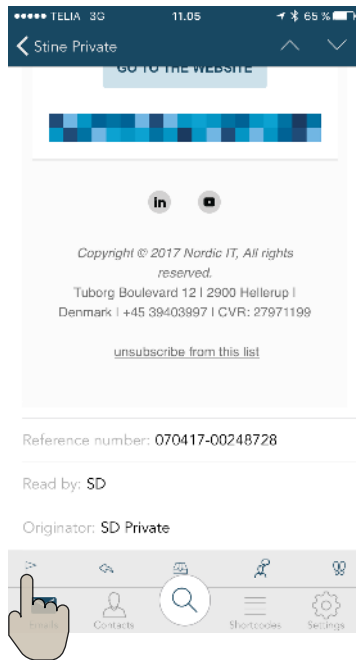 ●●●●● TELIA 3G 11.05 65 %
Stine Private
GO TO THE WEBSITE
in
Copyright © 2017 Nordic IT, All rights
reserved.
Tuborg Boulevard 12 | 2900 Hellerup |
Denmark | +45 39403997 | CVR: 27971199
unsubscribe from this list
Reference number: 070417-00248728
Read by: SD
Originator: SD Private
Emails Contacts Shortcodes Settings